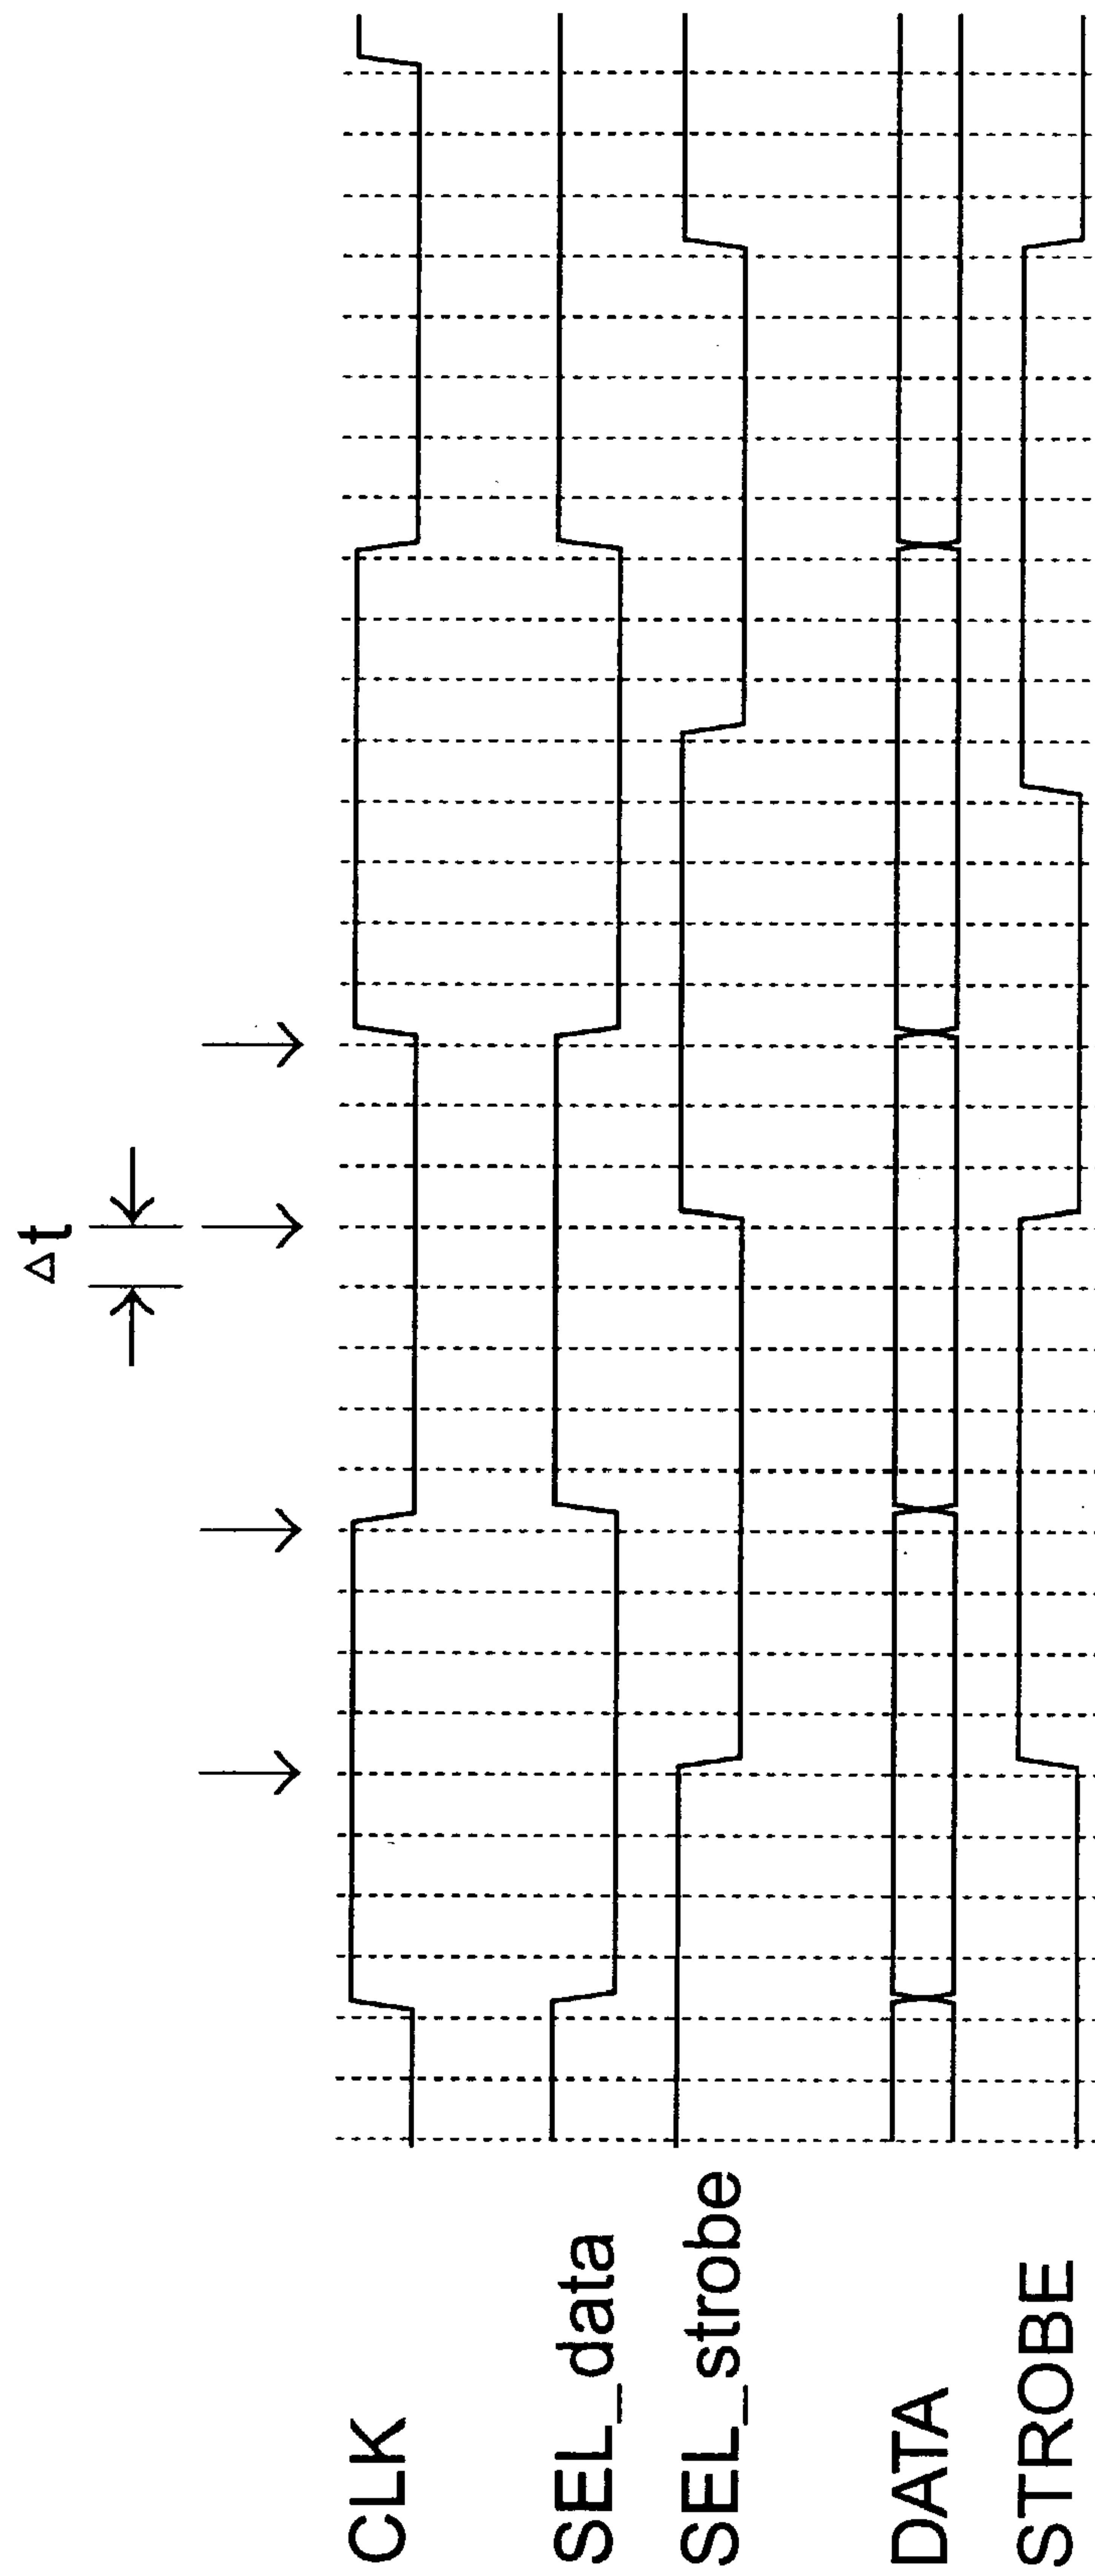 Δt
CLK
SEL_data
SEL_strobe
DATA
STROBE